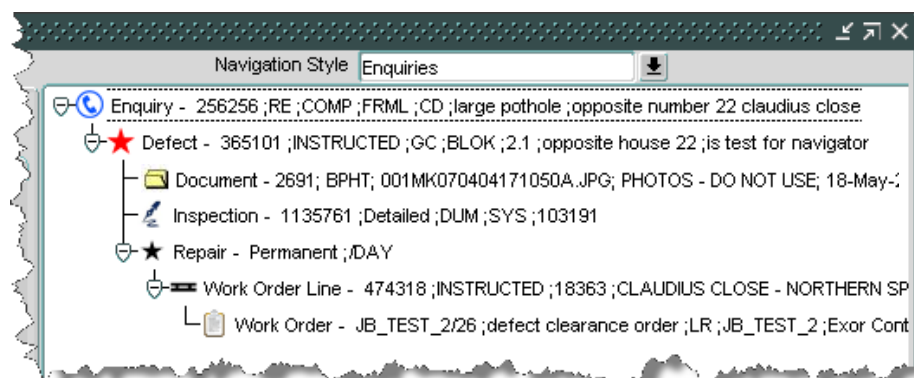 Navigation Style Enquiries
Enquiry - 256256 ;RE ;COMP ;FRML ;CD ;large pothole ;opposite number 22 claudius close
Defect - 365101 ;INSTRUCTED ;GC ;BLOK ;2.1 ;opposite house 22 ;is test for navigator
Document - 2691; BPHT; 001MK070404171050A.JPG; PHOTOS - DO NOT USE; 18-May-2
Inspection - 1135761 ;Detailed ;DUM ;SYS ;103191
Repair - Permanent ;/DAY
Work Order Line - 474318 ;INSTRUCTED ;18363 ;CLAUDIUS CLOSE - NORTHERN SP
Work Order - JB_TEST_2/26 ;defect clearance order ;LR ;JB_TEST_2 ;Exor Cont